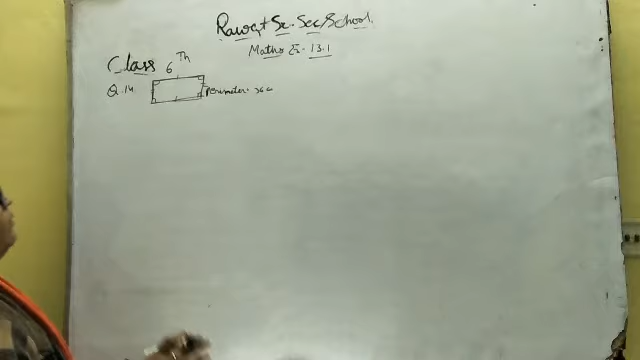 Rawat Sr. Sec School.
Maths Ex- 13.1
Class 6Th
Q.14. Perimeter=